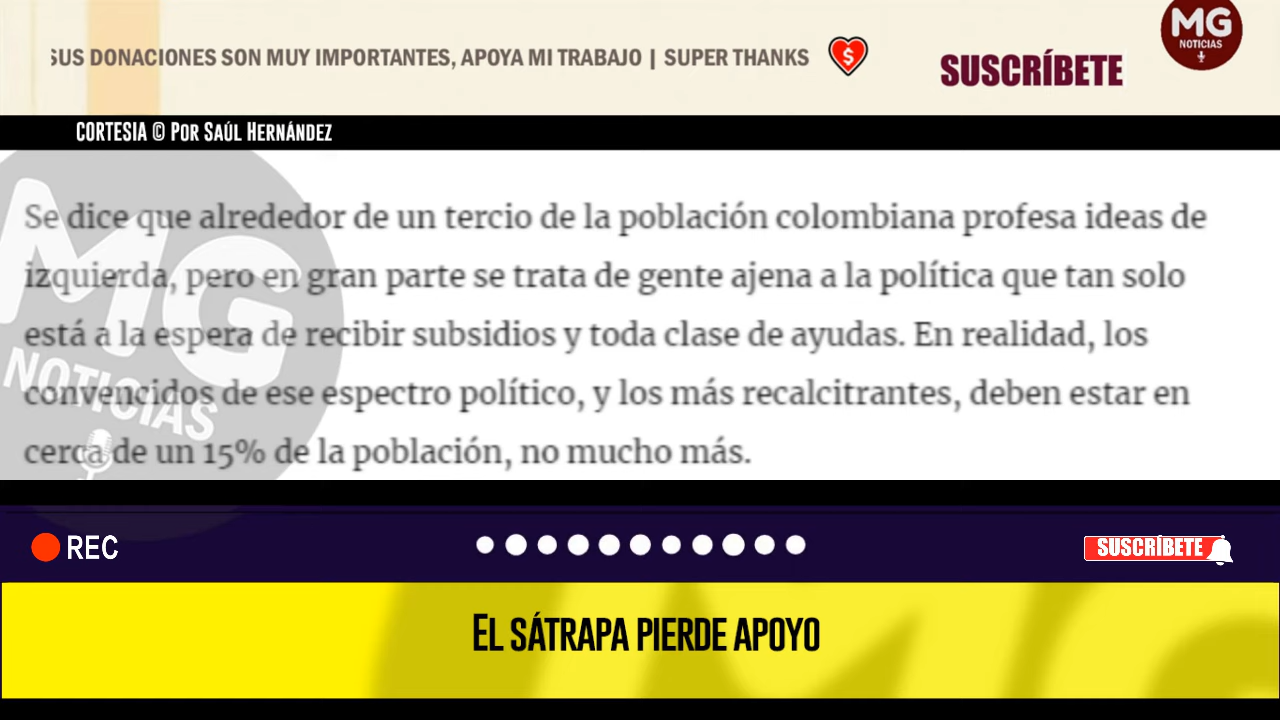 SUS DONACIONES SON MUY IMPORTANTES, APOYA MI TRABAJO | SUPER THANKS
$
SUSCRÍBETE
MG
NOTICIAS
CORTESIA © POR SAÚL HERNÁNDEZ
Se dice que alrededor de un tercio de la población colombiana profesa ideas de
izquierda, pero en gran parte se trata de gente ajena a la política que tan solo
está a la espera de recibir subsidios y toda clase de ayudas. En realidad, los
convencidos de ese espectro político, y los más recalcitrantes, deben estar en
cerca de un 15% de la población, no mucho más.
MG
NOTICIAS
REC
SUSCRÍBETE
EL SÁTRAPA PIERDE APOYO